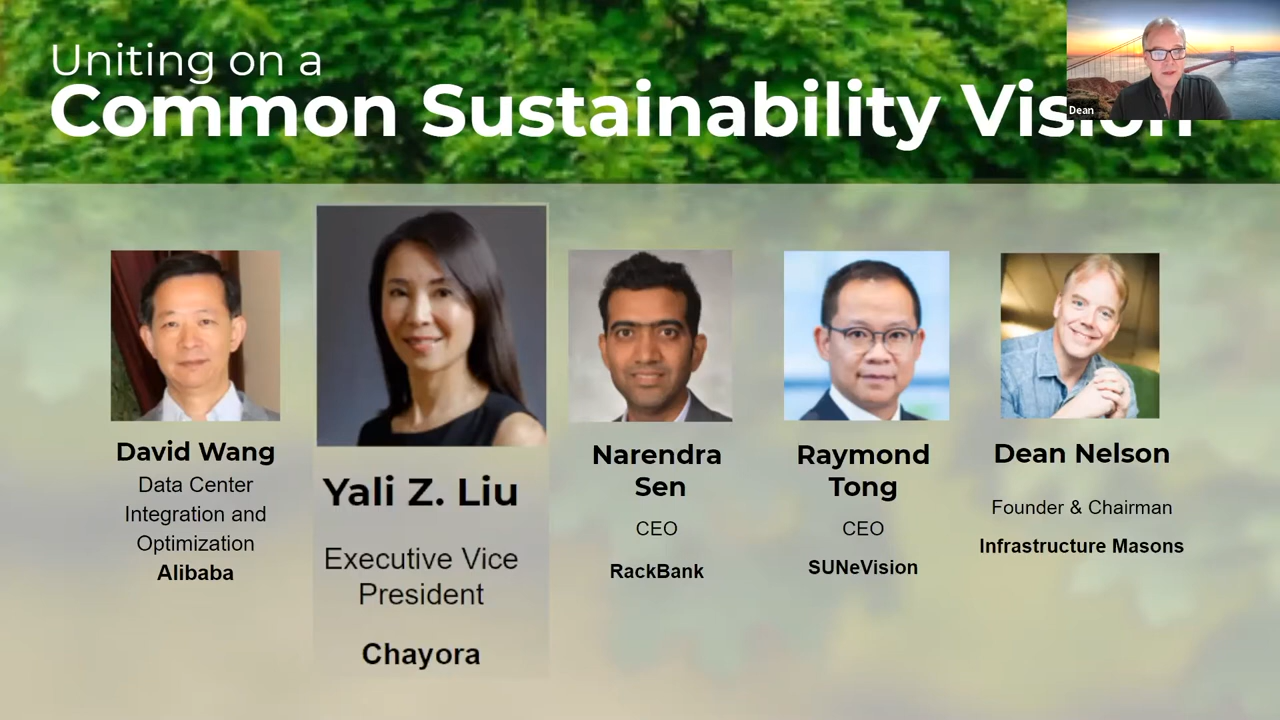 Uniting on a
Common Sustainability Vision
Dean
David Wang
Data Center
Integration and
Optimization
Alibaba
Yali Z. Liu
Executive Vice
President
Chayora
Narendra
Sen
CEO
RackBank
Raymond
Tong
CEO
SUNeVision
Dean Nelson
Founder & Chairman
Infrastructure Masons